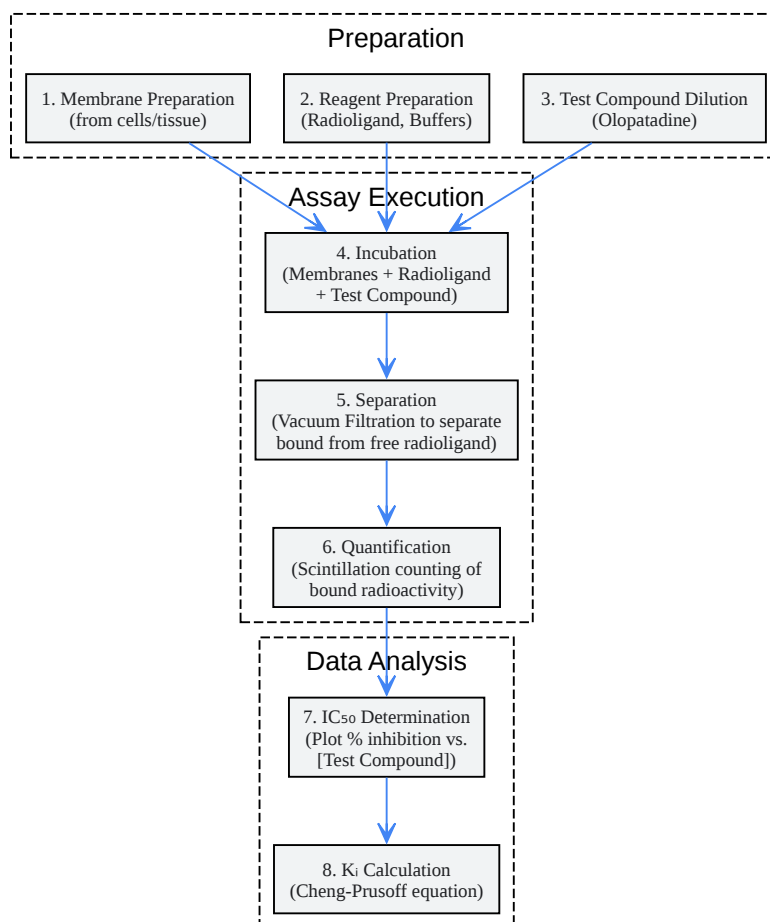 Preparation
1. Membrane Preparation
(from cells/tissue)
2. Reagent Preparation
(Radioligand, Buffers)
3. Test Compound Dilution
(Olopatadine)
Assay Execution
4. Incubation
(Membranes + Radioligand
+ Test Compound)
5. Separation
(Vacuum Filtration to separate
bound from free radioligand)
6. Quantification
(Scintillation counting of
bound radioactivity)
Data Analysis
7. IC₅₀ Determination
(Plot % inhibition vs.
[Test Compound])
8. Kᵢ Calculation
(Cheng-Prusoff equation)